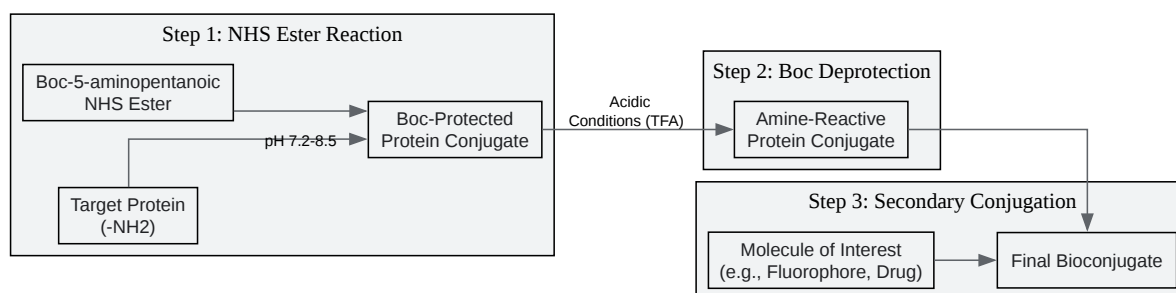 Step 1: NHS Ester Reaction
Boc-5-aminopentanoic
NHS Ester
pH 7.2-8.5
Target Protein
(-NH2)
Boc-Protected
Protein Conjugate
Acidic
Conditions (TFA)
Step 2: Boc Deprotection
Amine-Reactive
Protein Conjugate
Step 3: Secondary Conjugation
Molecule of Interest
(e.g., Fluorophore, Drug)
Final Bioconjugate